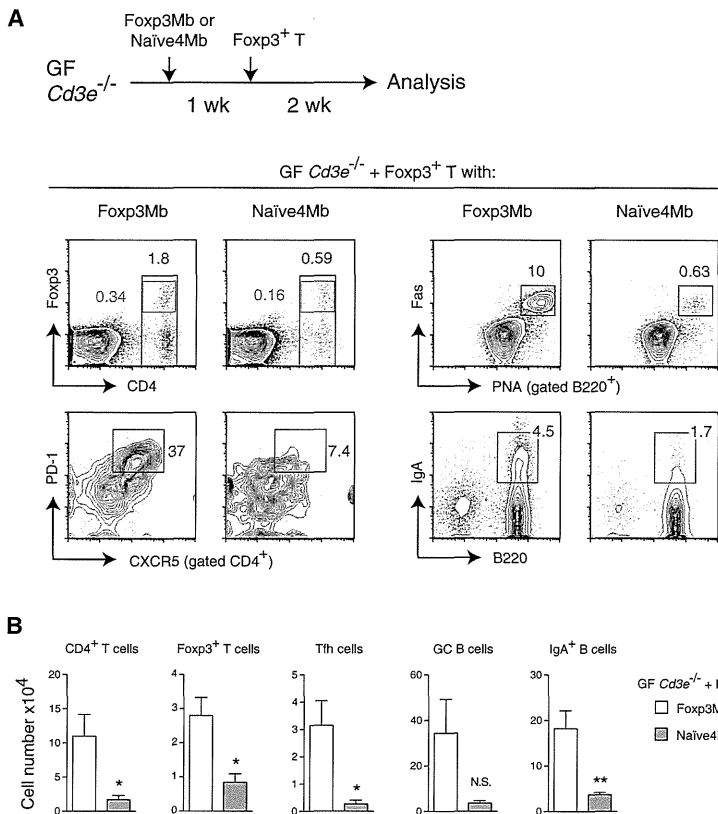 A
Foxp3Mb or
Naïve4Mb
Foxp3+ T
GF
Cd3e-/-
1 wk
2 wk
Analysis
GF Cd3e-/- + Foxp3+ T with:
Foxp3Mb
Naïve4Mb
Foxp3Mb
Naïve4Mb
Foxp3
1.8
0.34
0.59
0.16
CD4
Fas
10
0.63
PNA (gated B220+)
PD-1
37
7.4
CXCR5 (gated CD4+)
IgA
4.5
1.7
B220
B
Cell number x10^4
CD4+ T cells
20
15
10
5
0
*
Foxp3+ T cells
4
3
2
1
0
*
Tfh cells
5
4
3
2
1
0
*
GC B cells
60
40
20
0
N.S.
IgA+ B cells
30
20
10
0
**
GF Cd3e-/- +
Foxp3M
Naïve4